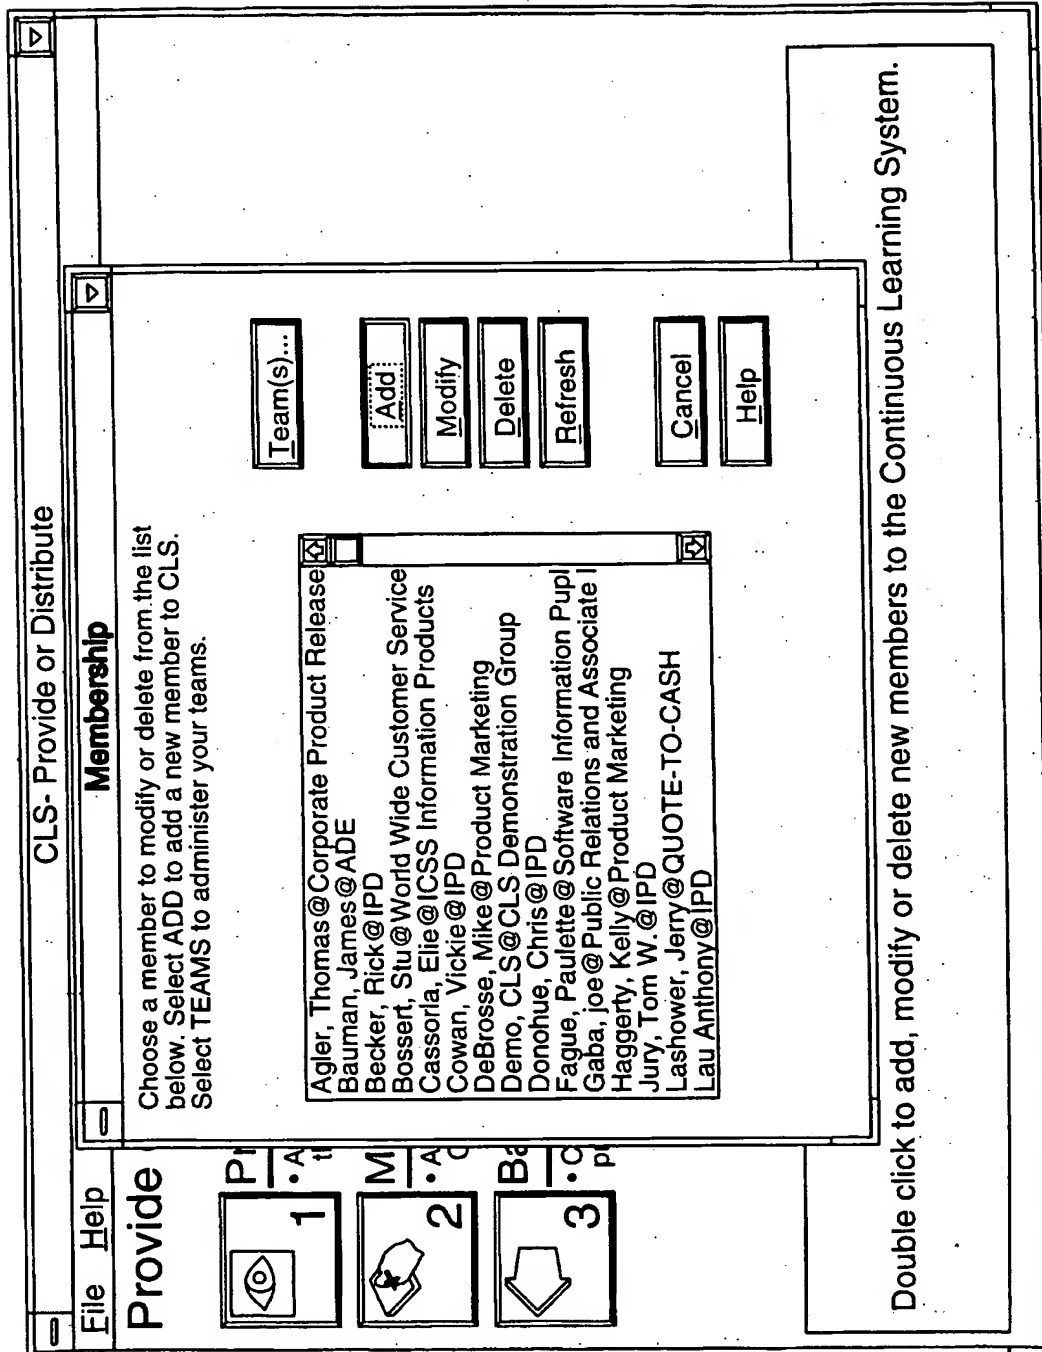 CLS- Provide or Distribute
File Help
Provide
1
Pr
• A
th
2
M
• A
3
Ba
• C
Membership
Choose a member to modify or delete from the list
below. Select ADD to add a new member to CLS.
Select TEAMS to administer your teams.
Agler, Thomas@Corporate Product Release
Bauman, James@ADE
Becker, Rick@IPD
Bossert, Stu@World Wide Customer Service
Cassorla, Elie@ICSS Information Products
Cowan, Vickie@IPD
DeBrosse, Mike@Product Marketing
Demo, CLS@CLS Demonstration Group
Donohue, Chris@IPD
Fague, Paulette@Software Information Pupl
Gaba, joe@Public Relations and Associate I
Haggerty, Kelly@Product Marketing
Jury, Tom W.@IPD
Lashower, Jerry@QUOTE-TO-CASH
Lau Anthony@IPD
Team(s)...
Add
Modify
Delete
Refresh
Cancel
Help
Double click to add, modify or delete new members to the Continuous Learning System.